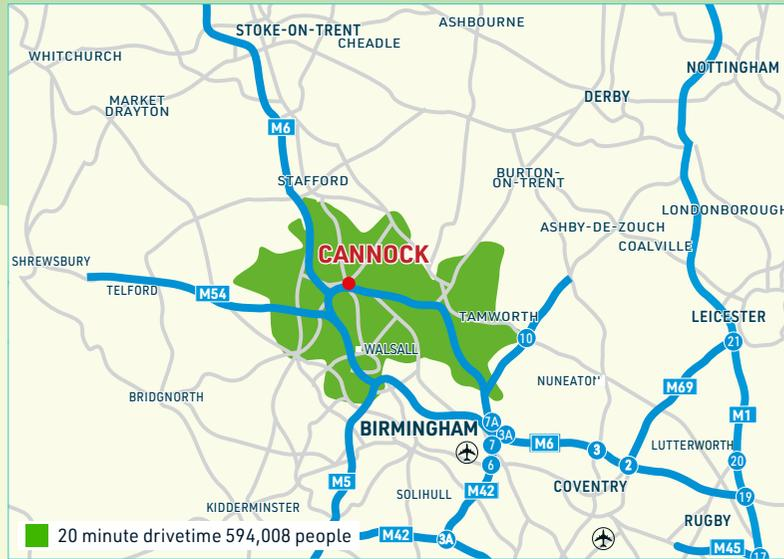 STOKE-ON-TRENT
ASHBOURNE
CHEADLE
WHITCHURCH
NOTTINGHAM
DERBY
MARKET
DRAYTON
M6
BURTON-
ON-TRENT
STAFFORD
LONDONBOROUGH
ASHBY-DE-ZOUCH
COALVILLE
CANNOCK
SHREWSBURY
TELFORD
M54
TAMWORTH
LEICESTER
10
21
WALSALL
NUNEATON
M69
BRIDGNORTH
M1
7A
BIRMINGHAM
3A
M6
7
3
LUTTERWORTH
6
2
20
M5
M42
COVENTRY
SOLIHULL
19
KIDDERMINSTER
RUGBY
20 minute drivetime 594,008 people
M42
3A
M45
17